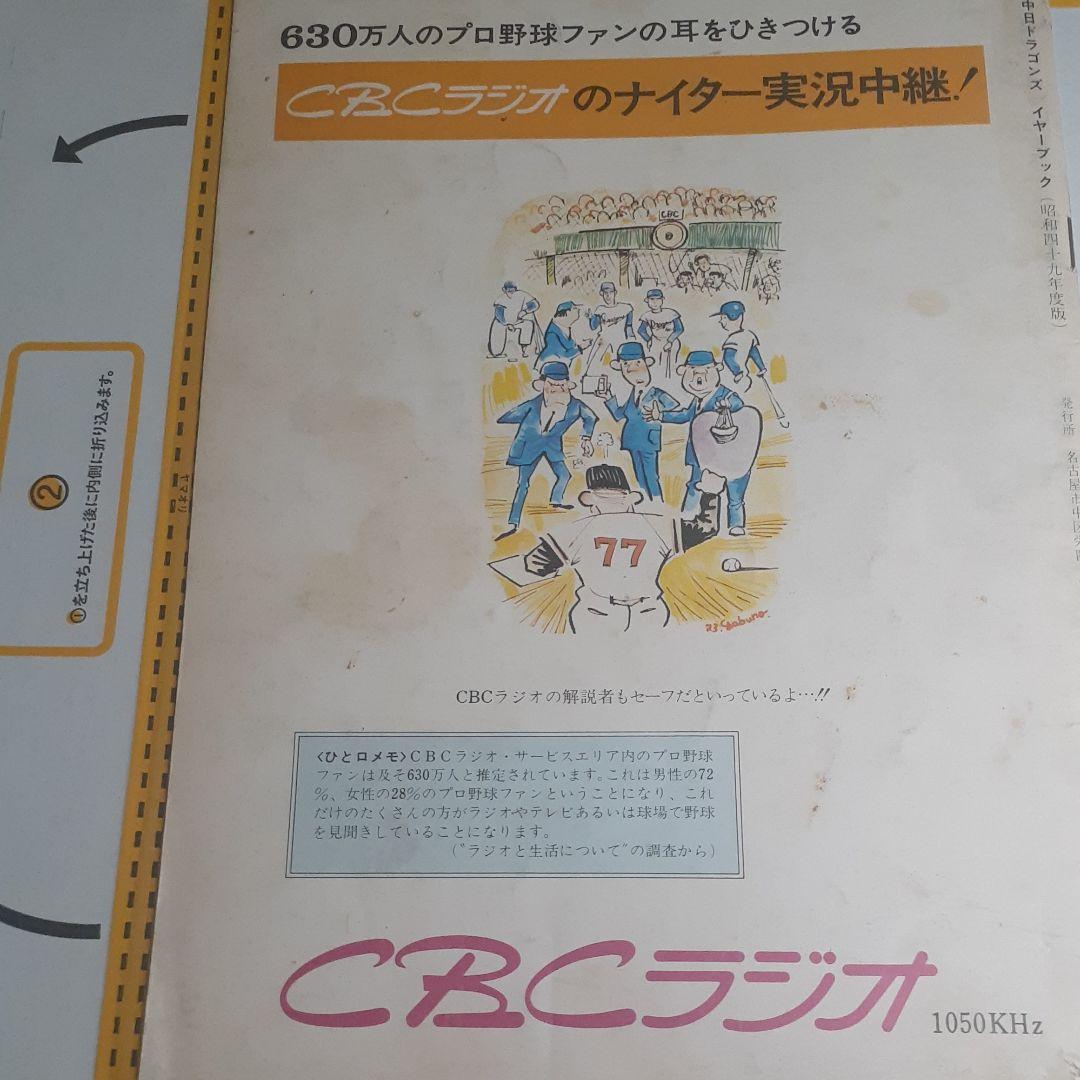 630万人のプロ野球ファンの耳をひきつける
CBCラジオのナイター実況中継!
中日ドラゴンズ イヤーブック(昭和四十九年度版)
発行所 名古屋市中区
CBC
77
CBCラジオの解説者もセーフだといっているよ…!!
〈ひと口メモ〉CBCラジオ・サービスエリア内のプロ野球
ファンは及そ630万人と推定されています。これは男性の72
%、女性の28%のプロ野球ファンということになり、これ
だけのたくさんの方がラジオやテレビあるいは球場で野球
を見聞きしていることになります。
(〝ラジオと生活について〟の調査から)
CBCラジオ
1050KHz
②
①を立ち上げた後に内側に折り込みます。
ヤマオリ